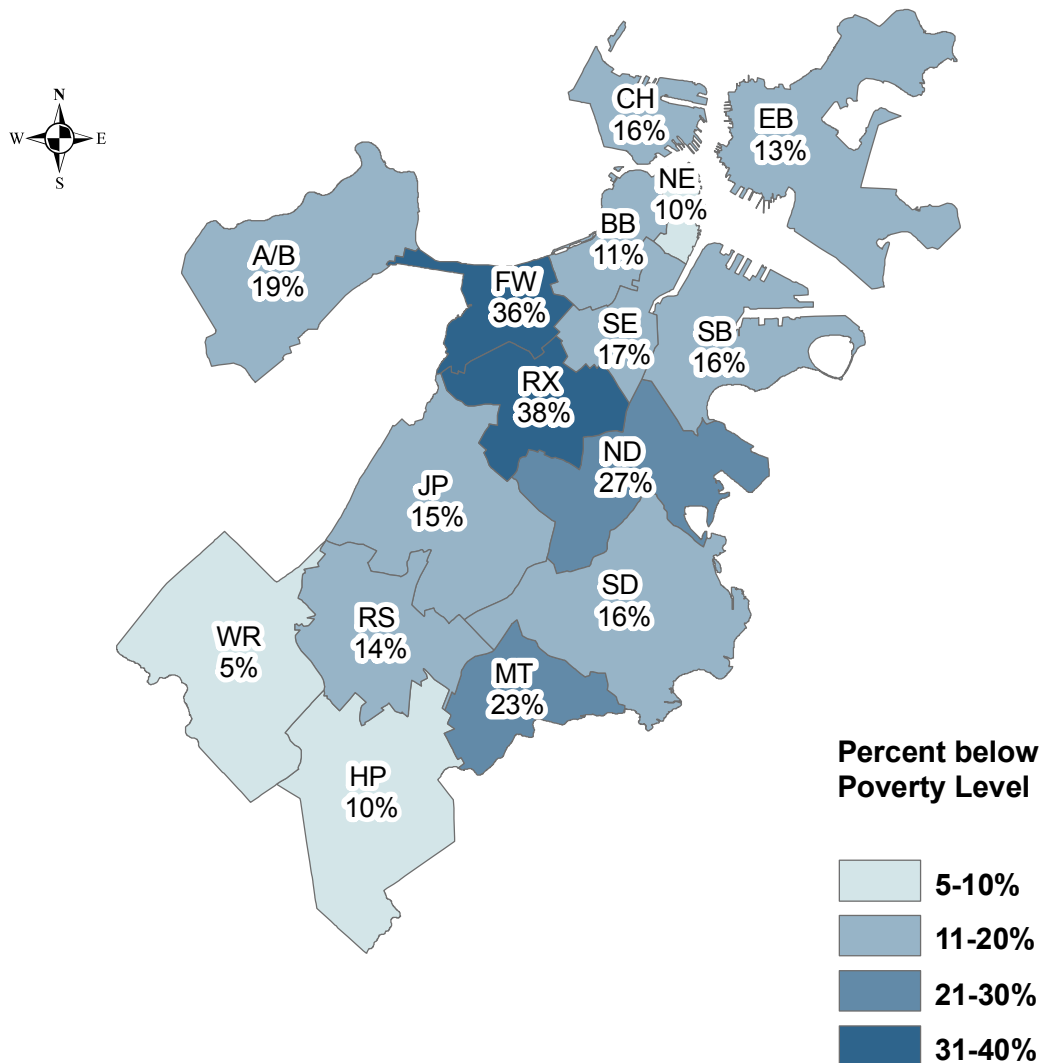 N
W
E
S
CH
16%
EB
13%
NE
10%
BB
11%
A/B
19%
FW
36%
SE
17%
SB
16%
RX
38%
ND
27%
JP
15%
SD
16%
RS
14%
WR
5%
MT
23%
HP
10%
Percent below
Poverty Level
5-10%
11-20%
21-30%
31-40%